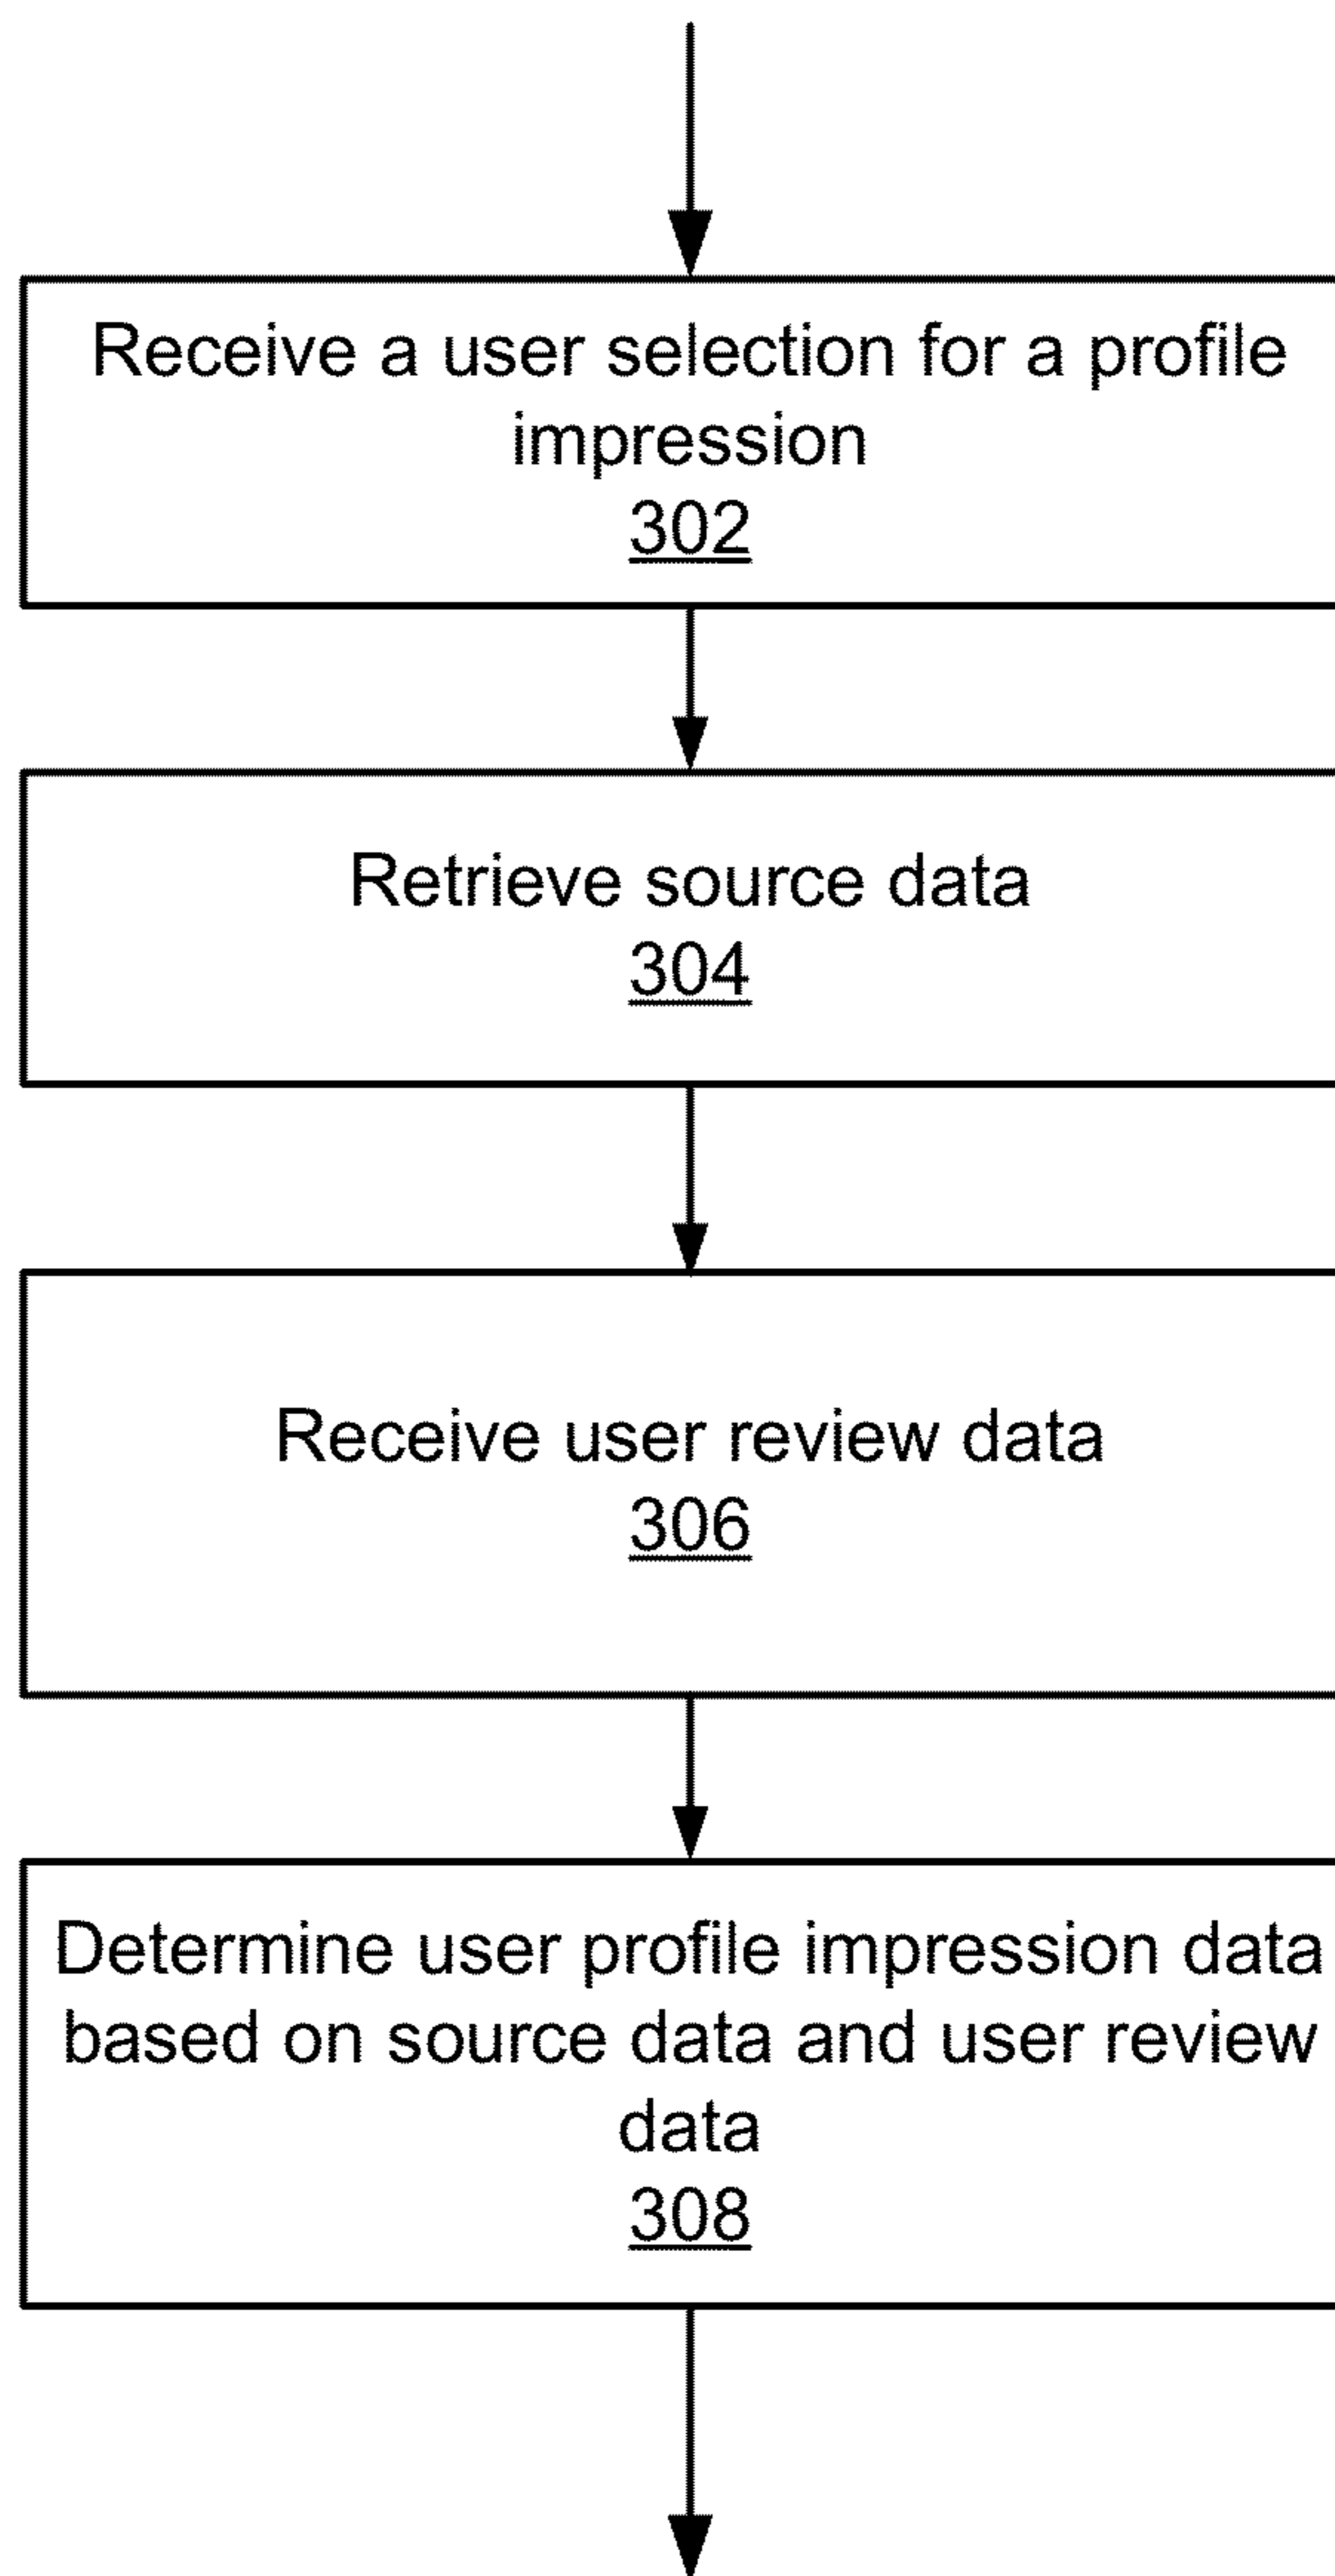 Receive a user selection for a profile
impression
302
Retrieve source data
304
Receive user review data
306
Determine user profile impression data
based on source data and user review
data
308